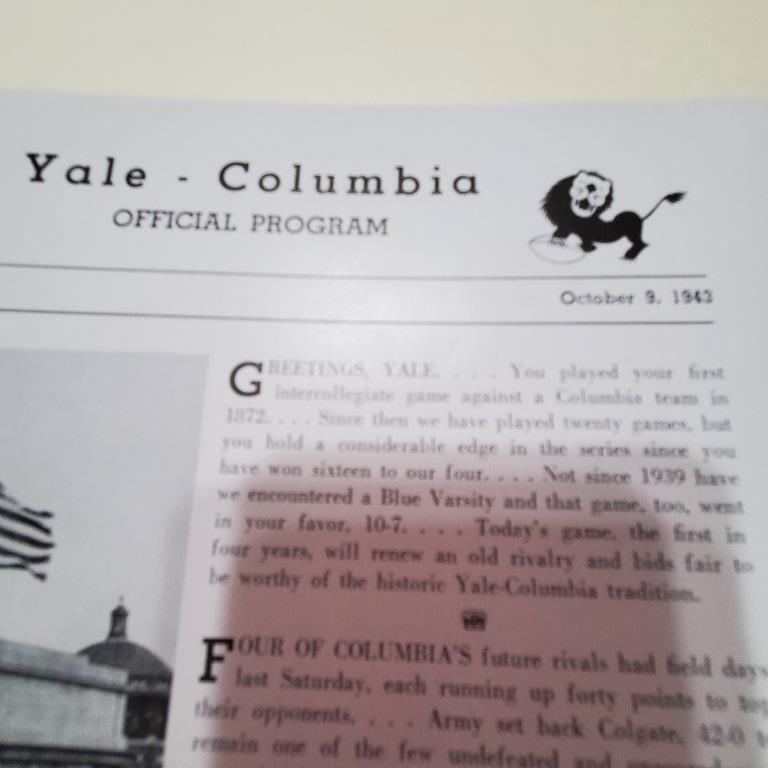 Yale - Columbia
OFFICIAL PROGRAM
October 9, 1943
GREETINGS, YALE. . . . You played your first
intercollegiate game against a Columbia team in
1872. . . . Since then we have played twenty games, but
you hold a considerable edge in the series since you
have won sixteen to our four. . . . Not since 1939 have
we encountered a Blue Varsity and that game, too, went
in your favor, 10-7. . . . Today's game, the first in
four years, will renew an old rivalry and bids fair to
be worthy of the historic Yale-Columbia tradition.
FOUR OF COLUMBIA'S future rivals had field days
last Saturday, each running up forty points to top
their opponents. . . . Army set back Colgate, 42-0 to
remain one of the few undefeated and